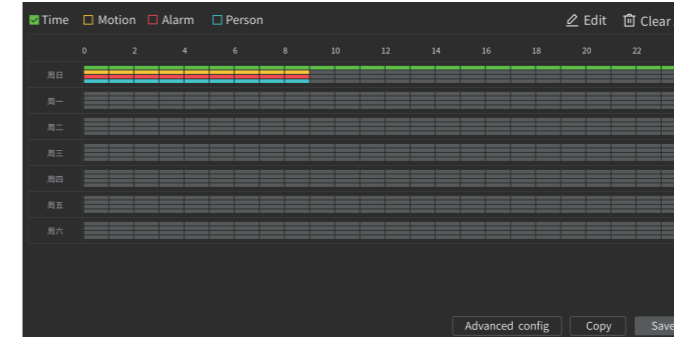 Time Motion Alarm Person Edit Clear
0 2 4 6 8 10 12 14 16 18 20 22
周日
周一
周二
周三
周四
周五
周六
Advanced config Copy Save